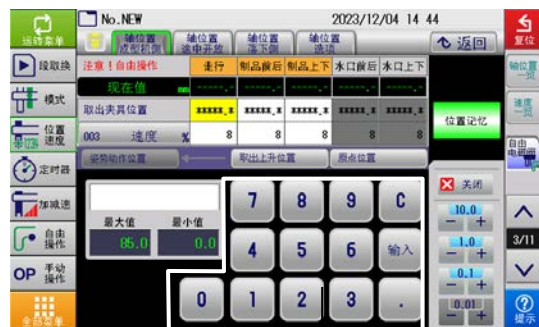 No.NEW 2023/12/04 14 44
运转菜单
轴位置 成型机侧
轴位置 途中开放
轴位置 落下侧
轴位置 选项
返回
复位
段取换
注意！自由操作 走行 制品前后 制品上下 水口前后 水口上下
轴位置 一览
现在值 mm
模式
取出夹具位置 *****.* *****.* *****.* *****.* *****.*
位置记忆
速度 一览
位置 速度
003 速度 % 8 8 8 8 8
自由 电磁阀
姿势动作位置 取出上升位置 原点位置
定时器
7 8 9 C
关闭
加减速
最大值 最小值
10.0
- +
85.0 0.0
4 5 6 输入
1.0
- +
3/11
自由 操作
0.1
- +
OP 手动 操作
0 1 2 3 .
0.01
- +
全部菜单
提示